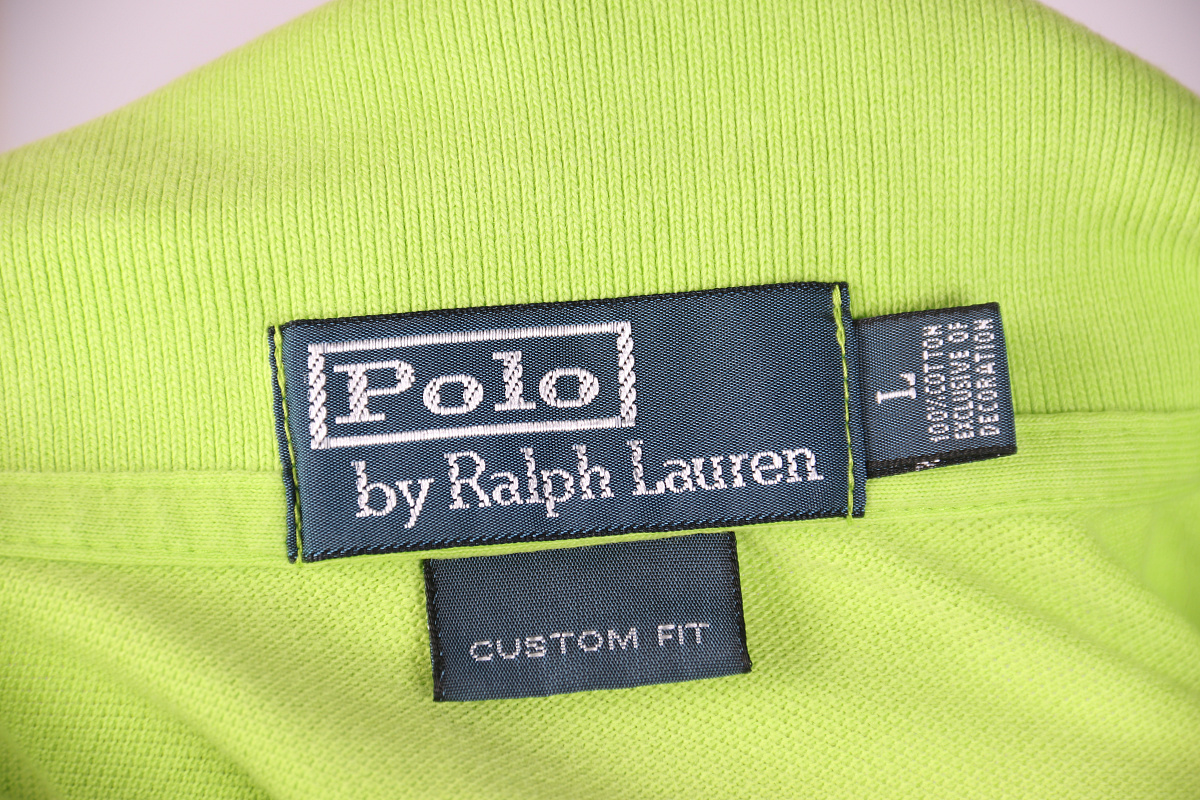 Polo
by Ralph Lauren
L
100% COTTON
EXCLUSIVE OF
DECORATION
CUSTOM FIT